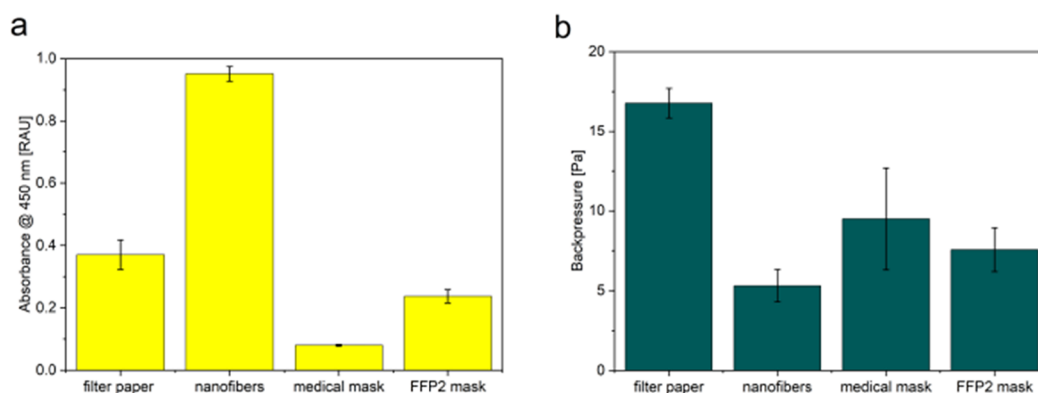 a
Absorbance @ 450 nm [RAU]
1.0
0.8
0.6
0.4
0.2
0.0
filter paper nanofibers medical mask FFP2 mask
b
Backpressure [Pa]
20
15
10
5
0
filter paper nanofibers medical mask FFP2 mask